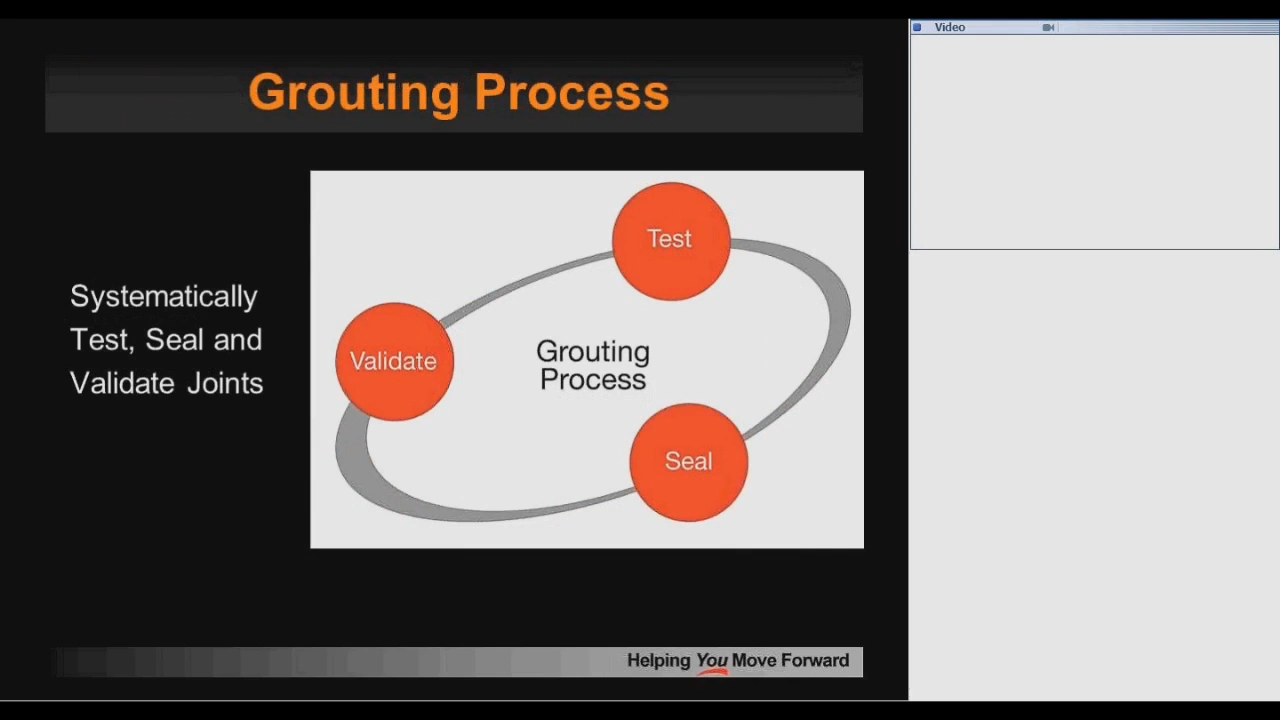 Video
Grouting Process
Systematically
Test, Seal and
Validate Joints
Test
Validate
Grouting
Process
Seal
Helping You Move Forward